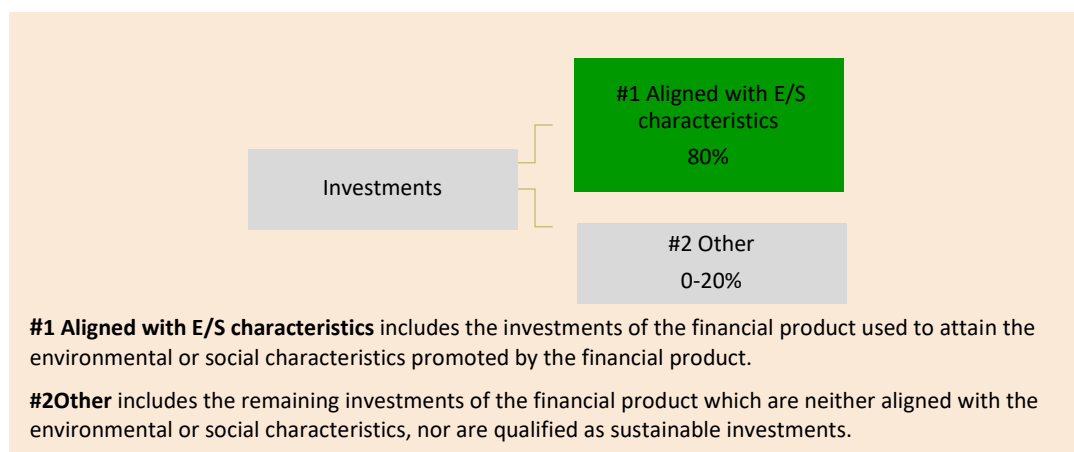 #1 Aligned with E/S
characteristics
80%
Investments
#2 Other
0-20%
#1 Aligned with E/S characteristics includes the investments of the financial product used to attain the
environmental or social characteristics promoted by the financial product.
#2Other includes the remaining investments of the financial product which are neither aligned with the
environmental or social characteristics, nor are qualified as sustainable investments.